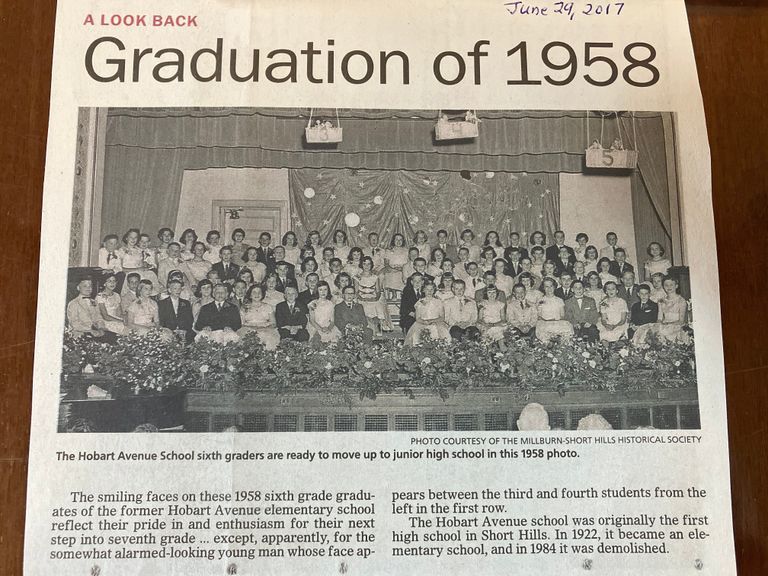 June 29, 2017
A LOOK BACK
Graduation of 1958
3
4
5
PHOTO COURTESY OF THE MILLBURN-SHORT HILLS HISTORICAL SOCIETY
The Hobart Avenue School sixth graders are ready to move up to junior high school in this 1958 photo.
The smiling faces on these 1958 sixth grade gradu-
ates of the former Hobart Avenue elementary school
reflect their pride in and enthusiasm for their next
step into seventh grade ... except, apparently, for the
somewhat alarmed-looking young man whose face ap-
pears between the third and fourth students from the
left in the first row.
The Hobart Avenue school was originally the first
high school in Short Hills. In 1922, it became an ele-
mentary school, and in 1984 it was demolished.